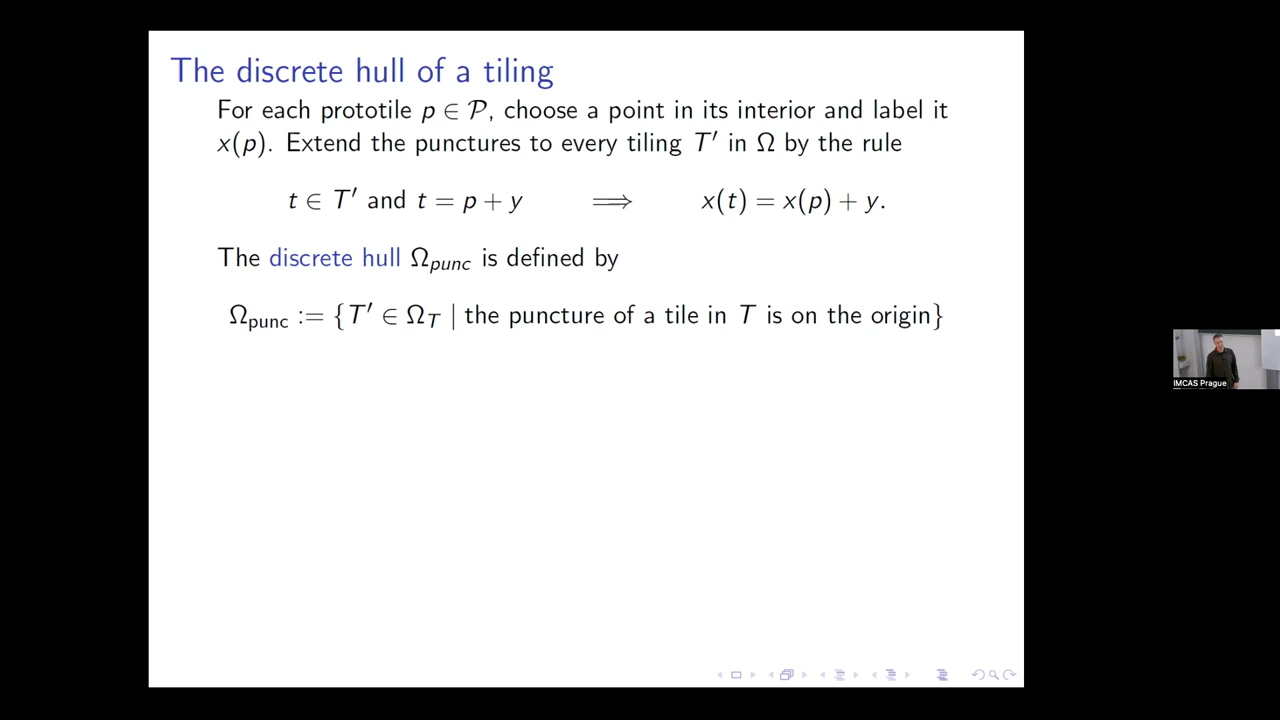 The discrete hull of a tiling
For each prototile p ∈ 𝒫, choose a point in its interior and label it
x(p). Extend the punctures to every tiling T′ in Ω by the rule
t ∈ T′ and t = p + y ⟹ x(t) = x(p) + y.
The discrete hull Ω_punc is defined by
Ω_punc := {T′ ∈ Ω_T | the puncture of a tile in T is on the origin}
IMCAS Prague